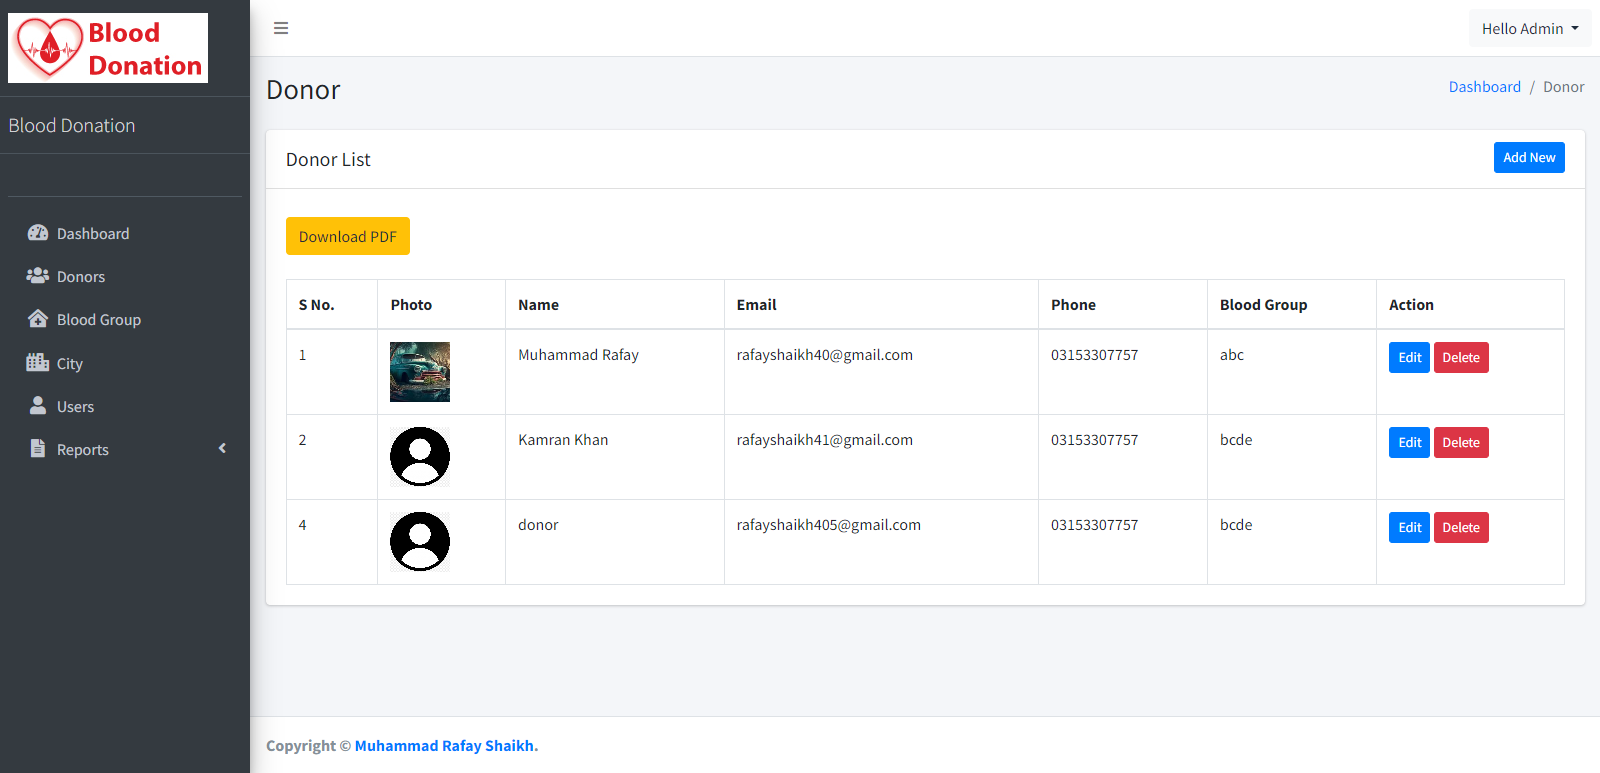 Blood
Donation
Hello Admin
Blood Donation
Dashboard
Donors
Blood Group
City
Users
Reports
Donor
Dashboard / Donor
Donor List
Add New
Download PDF
S No. Photo Name Email Phone Blood Group Action
1 Muhammad Rafay rafayshaikh40@gmail.com 03153307757 abc Edit Delete
2 Kamran Khan rafayshaikh41@gmail.com 03153307757 bcde Edit Delete
4 donor rafayshaikh405@gmail.com 03153307757 bcde Edit Delete
Copyright © Muhammad Rafay Shaikh.